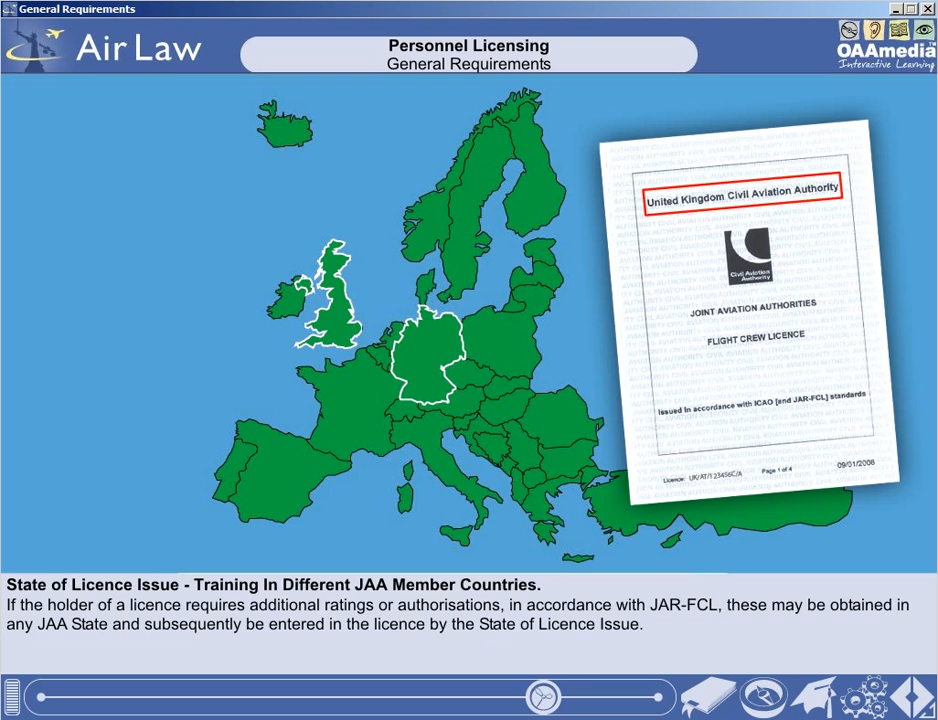 General Requirements
Air Law
Personnel Licensing
General Requirements
OAAmedia
Interactive Learning
United Kingdom Civil Aviation Authority
Civil Aviation
Authority
JOINT AVIATION AUTHORITIES
FLIGHT CREW LICENCE
Issued in accordance with ICAO [and JAR-FCL] standards
Licence: UK/AT/123456C/A Page 1 of 4 09/01/2008
State of Licence Issue - Training In Different JAA Member Countries.
If the holder of a licence requires additional ratings or authorisations, in accordance with JAR-FCL, these may be obtained in
any JAA State and subsequently be entered in the licence by the State of Licence Issue.